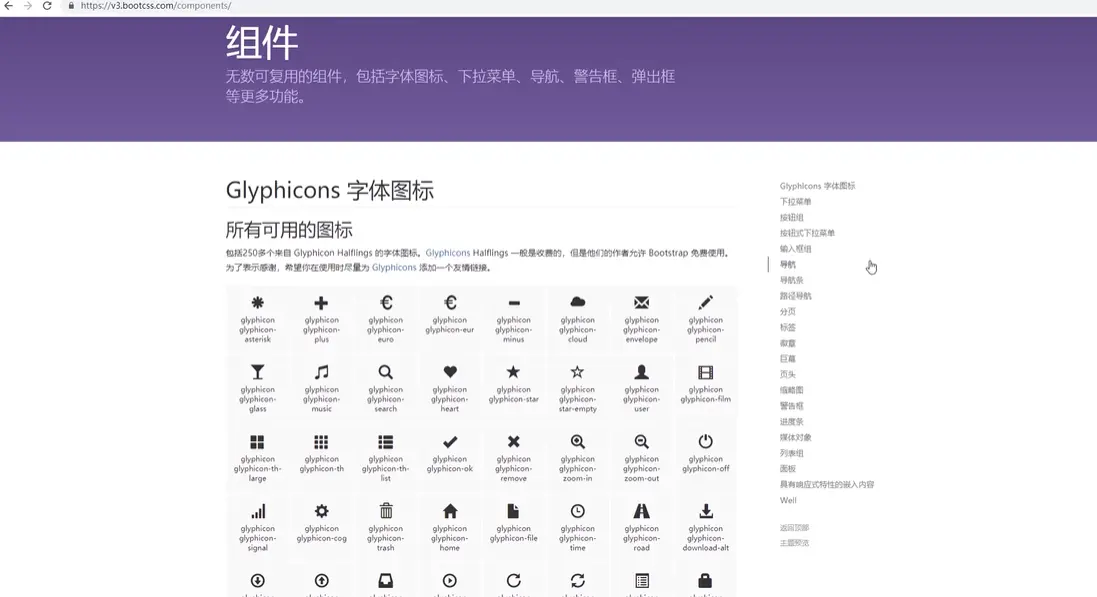 https://v3.bootcss.com/components/
组件
无数可复用的组件，包括字体图标、下拉菜单、导航、警告框、弹出框
等更多功能。
Glyphicons 字体图标
所有可用的图标
包括250多个来自 Glyphicon Halflings 的字体图标。Glyphicons Halflings 一般是收费的，但是他们的作者允许 Bootstrap 免费使用。
为了表示感谢，希望你在使用时尽量为 Glyphicons 添加一个友情链接。
glyphicon glyphicon-asterisk
glyphicon glyphicon-plus
glyphicon glyphicon-euro
glyphicon glyphicon-eur
glyphicon glyphicon-minus
glyphicon glyphicon-cloud
glyphicon glyphicon-envelope
glyphicon glyphicon-pencil
glyphicon glyphicon-glass
glyphicon glyphicon-music
glyphicon glyphicon-search
glyphicon glyphicon-heart
glyphicon glyphicon-star
glyphicon glyphicon-star-empty
glyphicon glyphicon-user
glyphicon glyphicon-film
glyphicon glyphicon-th-large
glyphicon glyphicon-th
glyphicon glyphicon-th-list
glyphicon glyphicon-ok
glyphicon glyphicon-remove
glyphicon glyphicon-zoom-in
glyphicon glyphicon-zoom-out
glyphicon glyphicon-off
glyphicon glyphicon-signal
glyphicon glyphicon-cog
glyphicon glyphicon-trash
glyphicon glyphicon-home
glyphicon glyphicon-file
glyphicon glyphicon-time
glyphicon glyphicon-road
glyphicon glyphicon-download-alt
Glyphicons 字体图标
下拉菜单
按钮组
按钮式下拉菜单
输入框组
导航
导航条
路径导航
分页
标签
徽章
巨幕
页头
缩略图
警告框
进度条
媒体对象
列表组
面板
具有响应式特性的嵌入内容
Well
返回顶部
主题预览